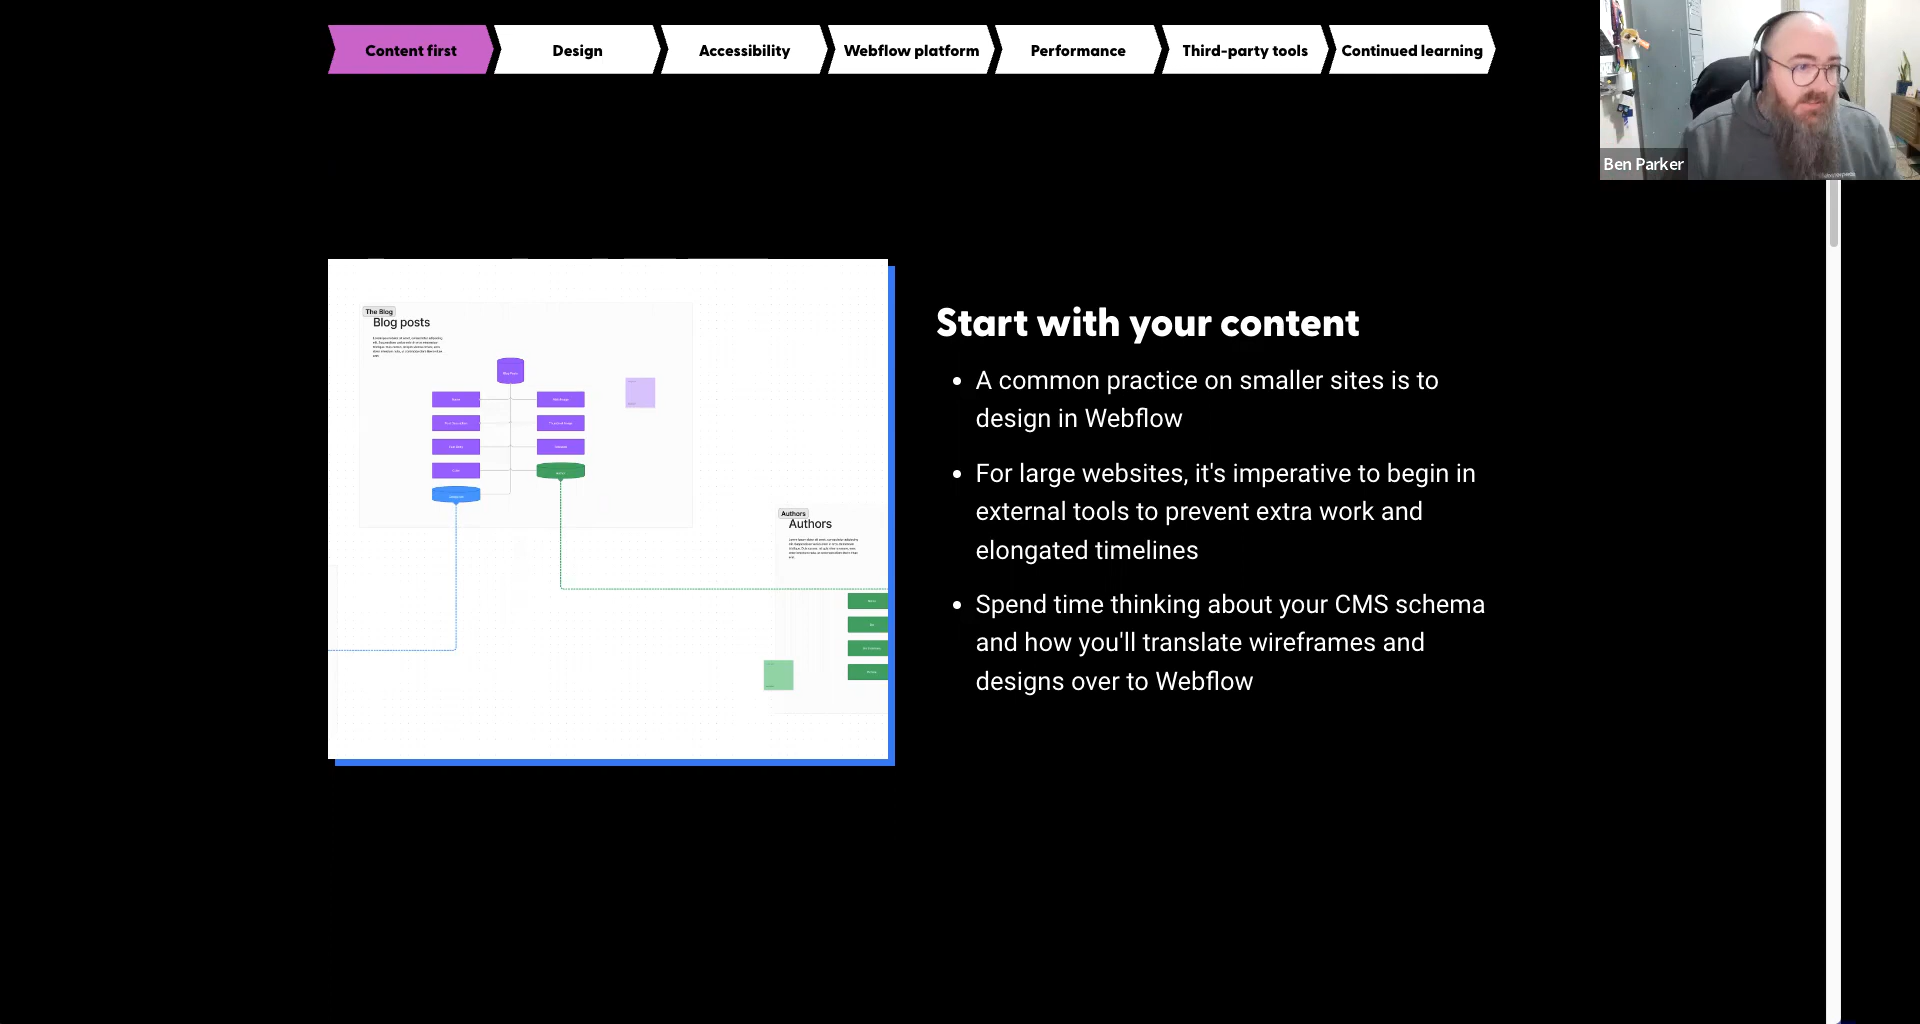 Content first
Design
Accessibility
Webflow platform
Performance
Third-party tools
Continued learning
Ben Parker
The Blog
Blog posts
Authors
Authors
Start with your content
A common practice on smaller sites is to
design in Webflow
For large websites, it's imperative to begin in
external tools to prevent extra work and
elongated timelines
Spend time thinking about your CMS schema
and how you'll translate wireframes and
designs over to Webflow